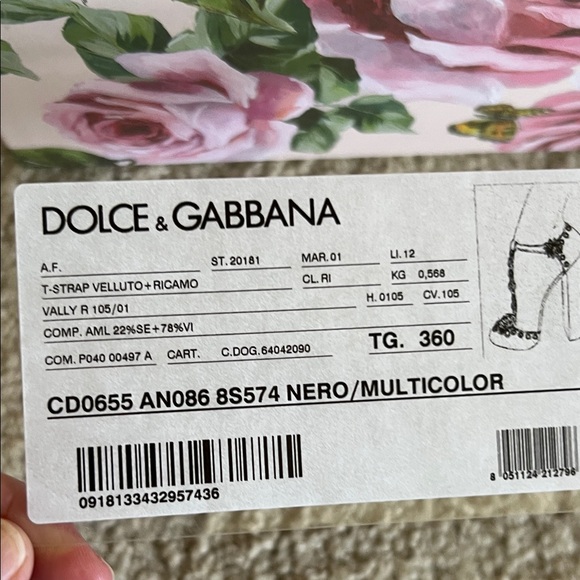 DOLCE & GABBANA
A.F. ST. 20181 MAR. 01 LI. 12
T-STRAP VELLUTO+RICAMO CL. RI KG 0,568
VALLY R 105/01 H. 0105 CV. 105
COMP. AML 22%SE+78%VI
COM. P040 00497 A CART. C.DOG. 64042090 TG. 360
CD0655 AN086 8S574 NERO/MULTICOLOR
0918133432957436
8 051124 212796